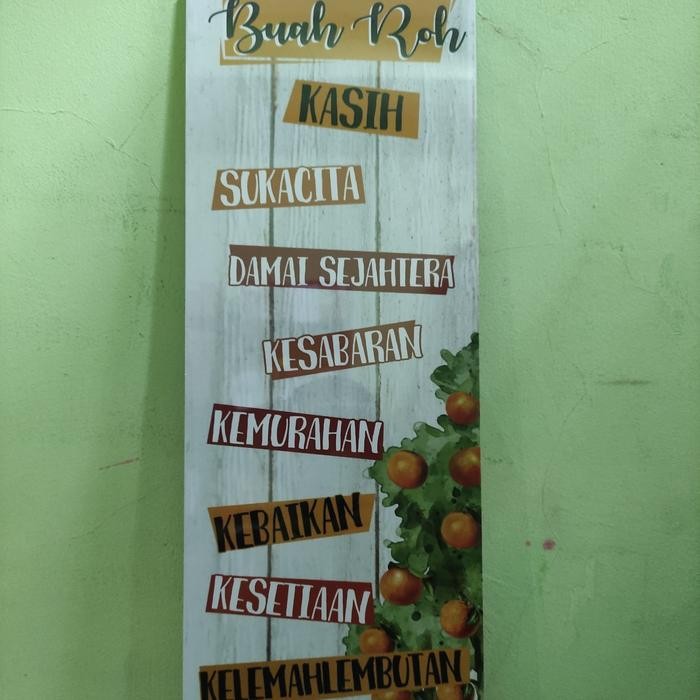 Buah Roh
KASIH
SUKACITA
DAMAI SEJAHTERA
KESABARAN
KEMURAHAN
KEBAIKAN
KESETIAAN
KELEMAHLEMBUTAN